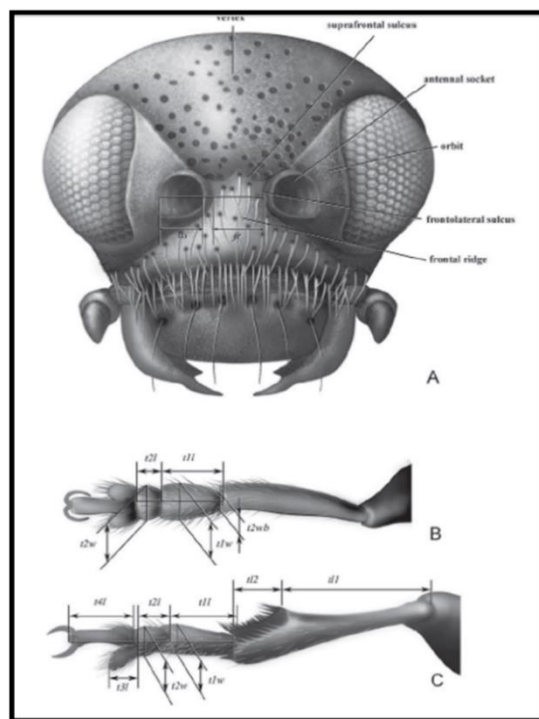 vertex
suprafrontal sulcus
antennal socket
orbit
frontolateral sulcus
frontal ridge
fr
A
t2l t1l
t2w t1w t2wb
B
tl2 tl1
t4l t2l t1l
t3l t2w t1w
C